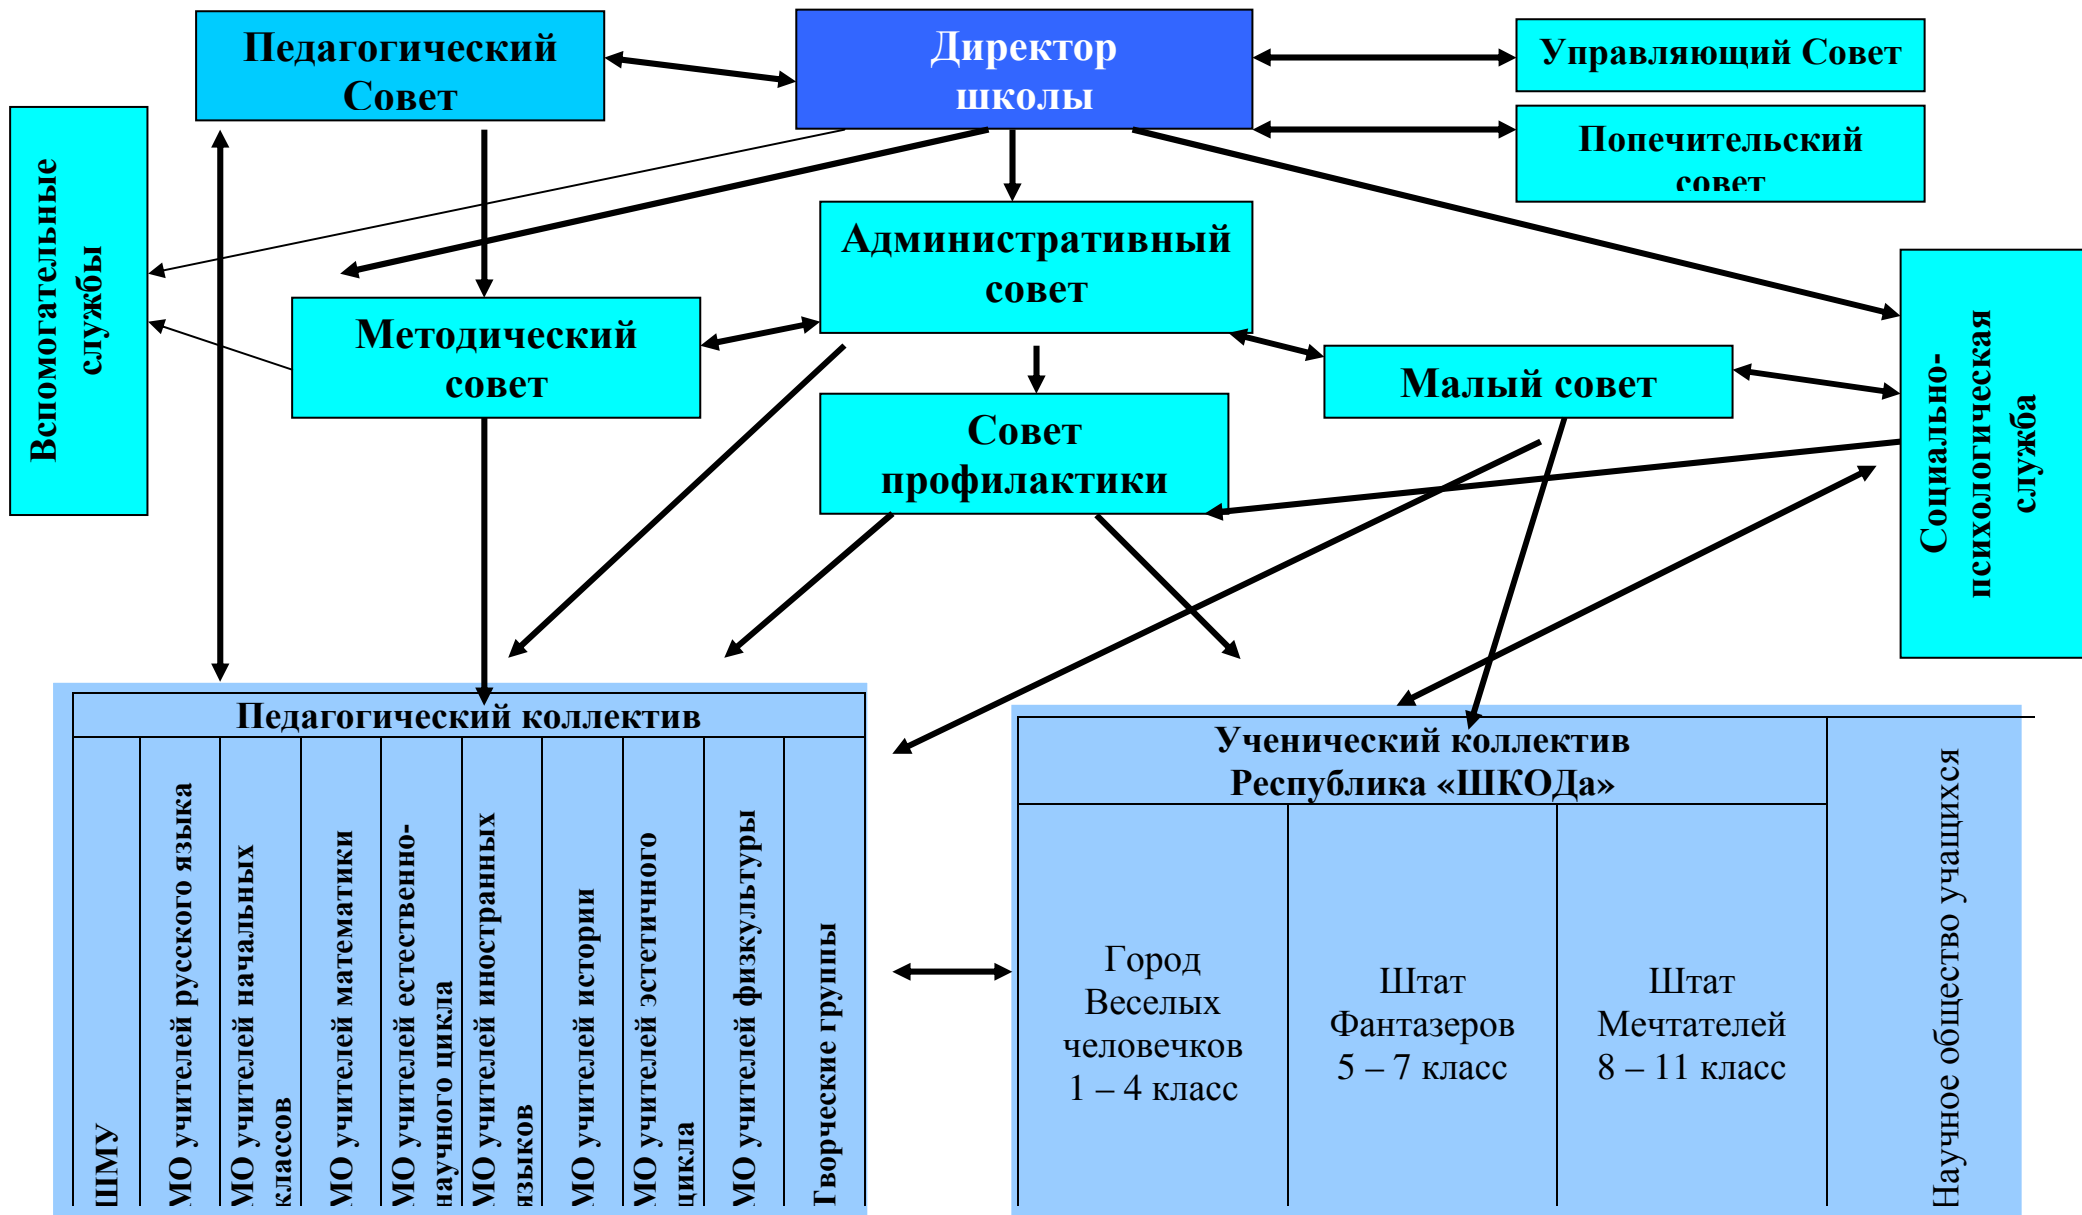 Педагогический
Совет
Директор
школы
Управляющий Совет
Попечительский
совет
Вспомогательные
службы
Административный
совет
Методический
совет
Малый совет
Совет
профилактики
Социально-
психологическая
служба
Педагогический коллектив
ШМУ
МО учителей русского языка
МО учителей начальных
классов
МО учителей математики
МО учителей естественно-
научного цикла
МО учителей иностранных
языков
МО учителей истории
МО учителей эстетичного
цикла
МО учителей физкультуры
Творческие группы
Ученический коллектив
Республика «ШКОДа»
Город
Веселых
человечков
1 – 4 класс
Штат
Фантазеров
5 – 7 класс
Штат
Мечтателей
8 – 11 класс
Научное общество учащихся